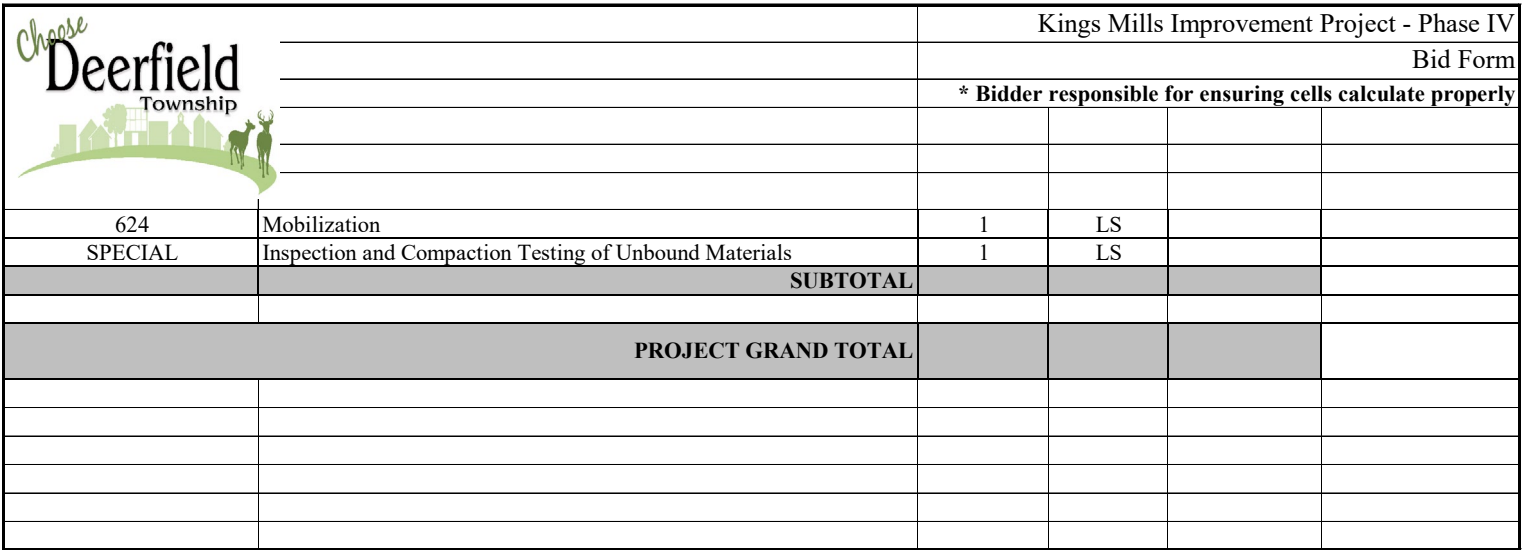 Choose
Deerfield
Township
Kings Mills Improvement Project - Phase IV
Bid Form
* Bidder responsible for ensuring cells calculate properly
624 Mobilization 1 LS
SPECIAL Inspection and Compaction Testing of Unbound Materials 1 LS
SUBTOTAL
PROJECT GRAND TOTAL